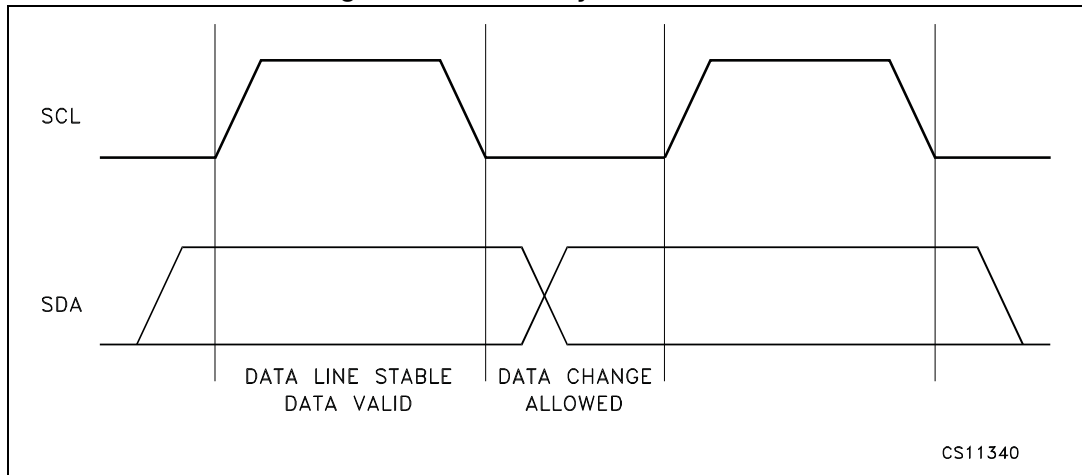 SCL
SDA
DATA LINE STABLE
DATA VALID
DATA CHANGE
ALLOWED
CS11340